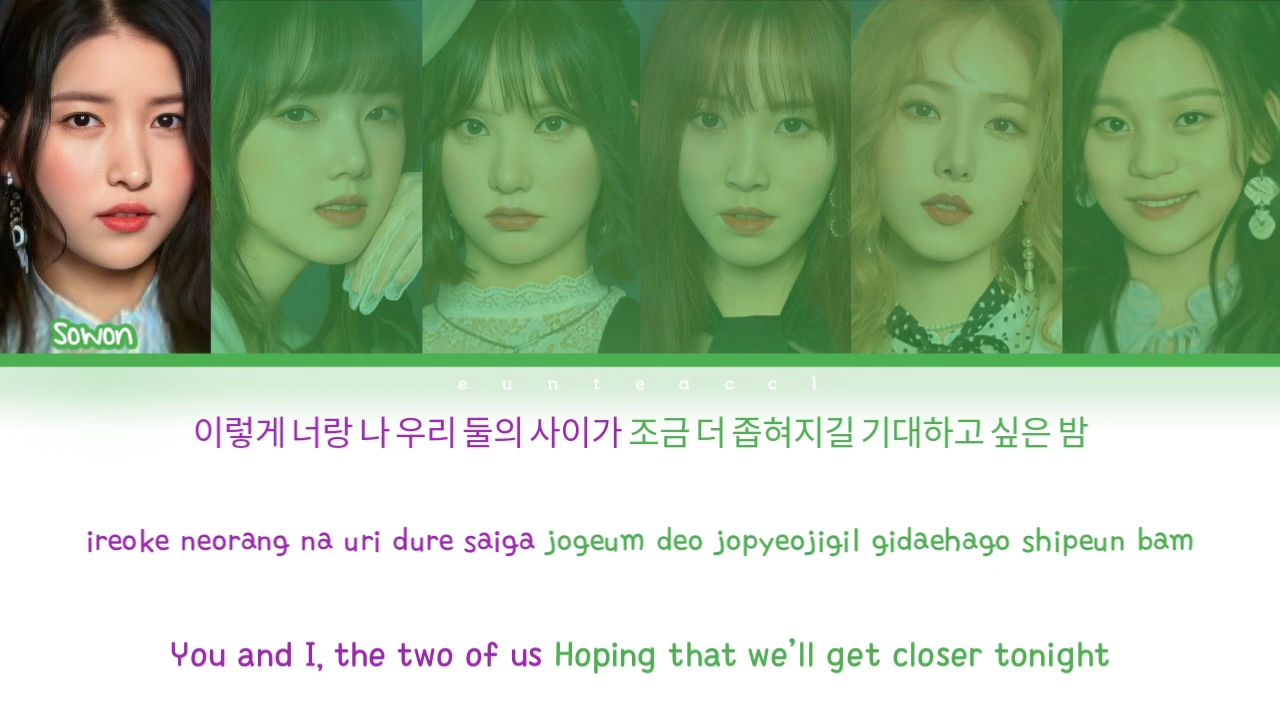 Sowon
eunteaccl
이렇게 너랑 나 우리 둘의 사이가 조금 더 좁혀지길 기대하고 싶은 밤
ireoke neorang na uri dure saiga jogeum deo jopyeojigil gidaehago shipeun bam
You and I, the two of us Hoping that we’ll get closer tonight